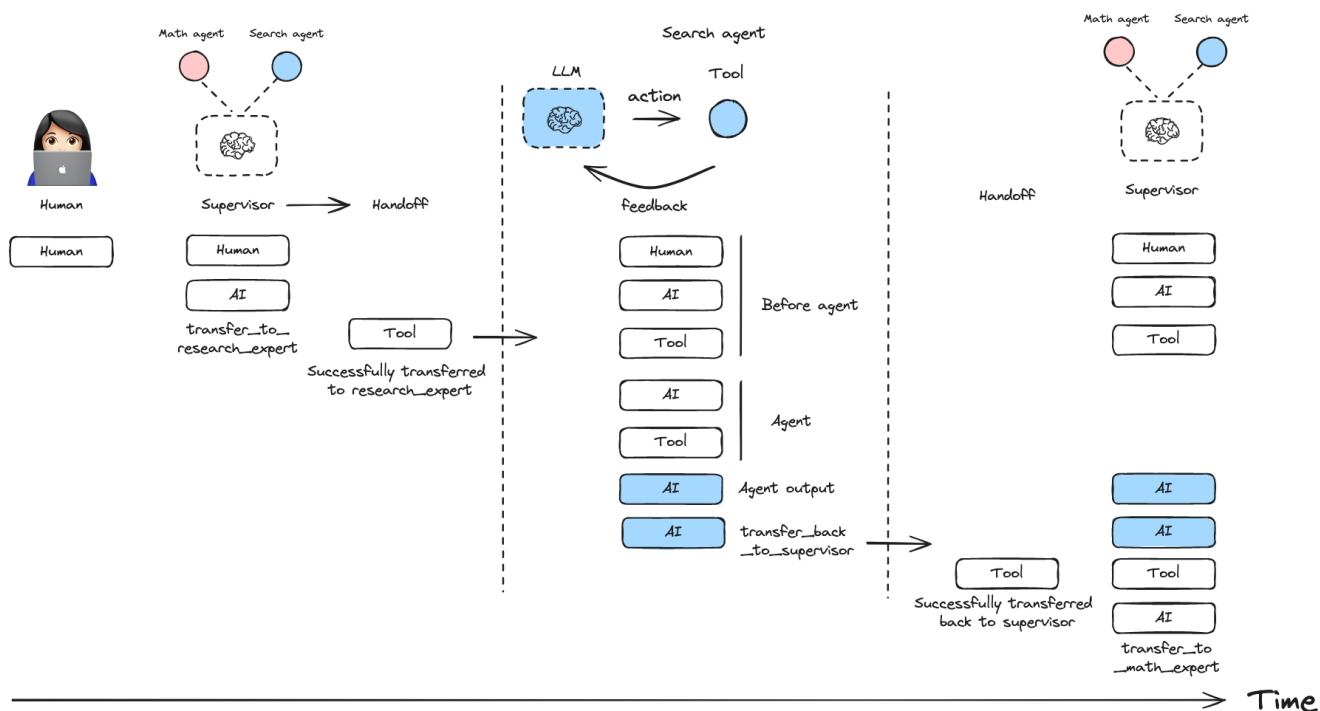 Math agent
Search agent
Human
Supervisor
Handoff
Human
Human
AI
transfer_to_
research_expert
Tool
Successfully transferred
to research_expert
Search agent
LLM
Tool
action
feedback
Human
AI
Tool
Before agent
AI
Tool
Agent
AI
Agent output
AI
transfer_back
_to_supervisor
Math agent
Search agent
Handoff
Supervisor
Human
AI
Tool
AI
AI
Tool
Tool
Successfully transferred
back to supervisor
AI
transfer_to
_math_expert
Time